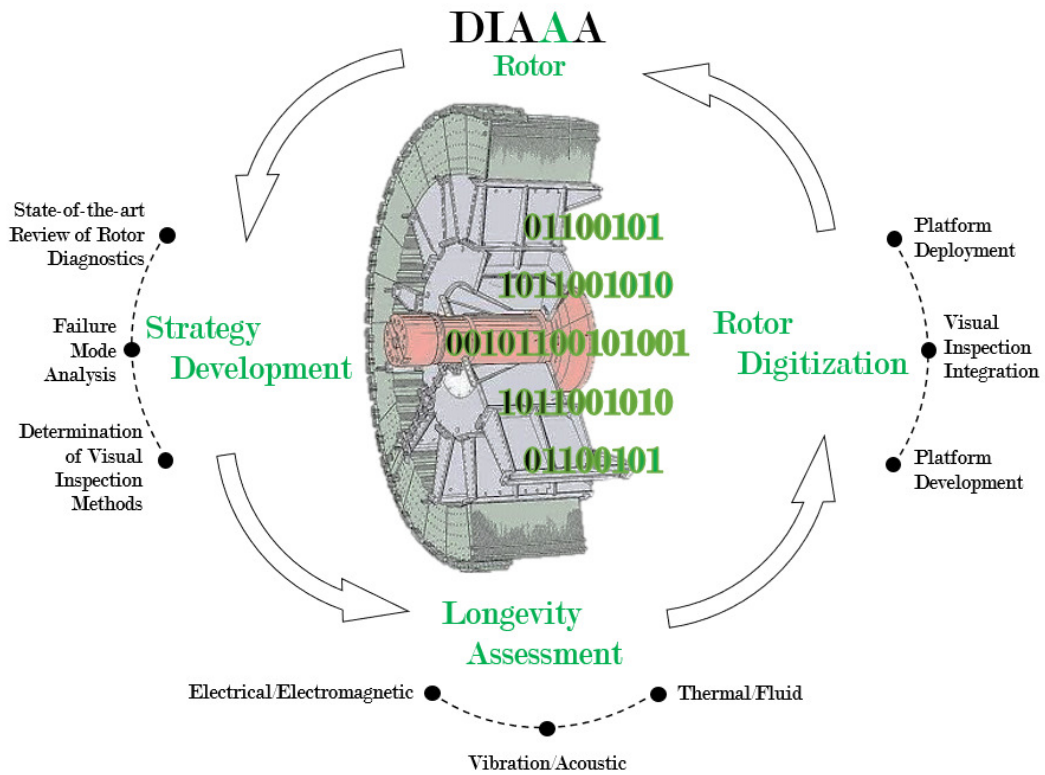 DIAAA
Rotor
State-of-the-art
Review of Rotor
Diagnostics
Failure
Mode
Analysis
Determination
of Visual
Inspection
Methods
Strategy
Development
01100101
1011001010
00101100101001
1011001010
01100101
Rotor
Digitization
Platform
Deployment
Visual
Inspection
Integration
Platform
Development
Longevity
Assessment
Electrical/Electromagnetic
Vibration/Acoustic
Thermal/Fluid